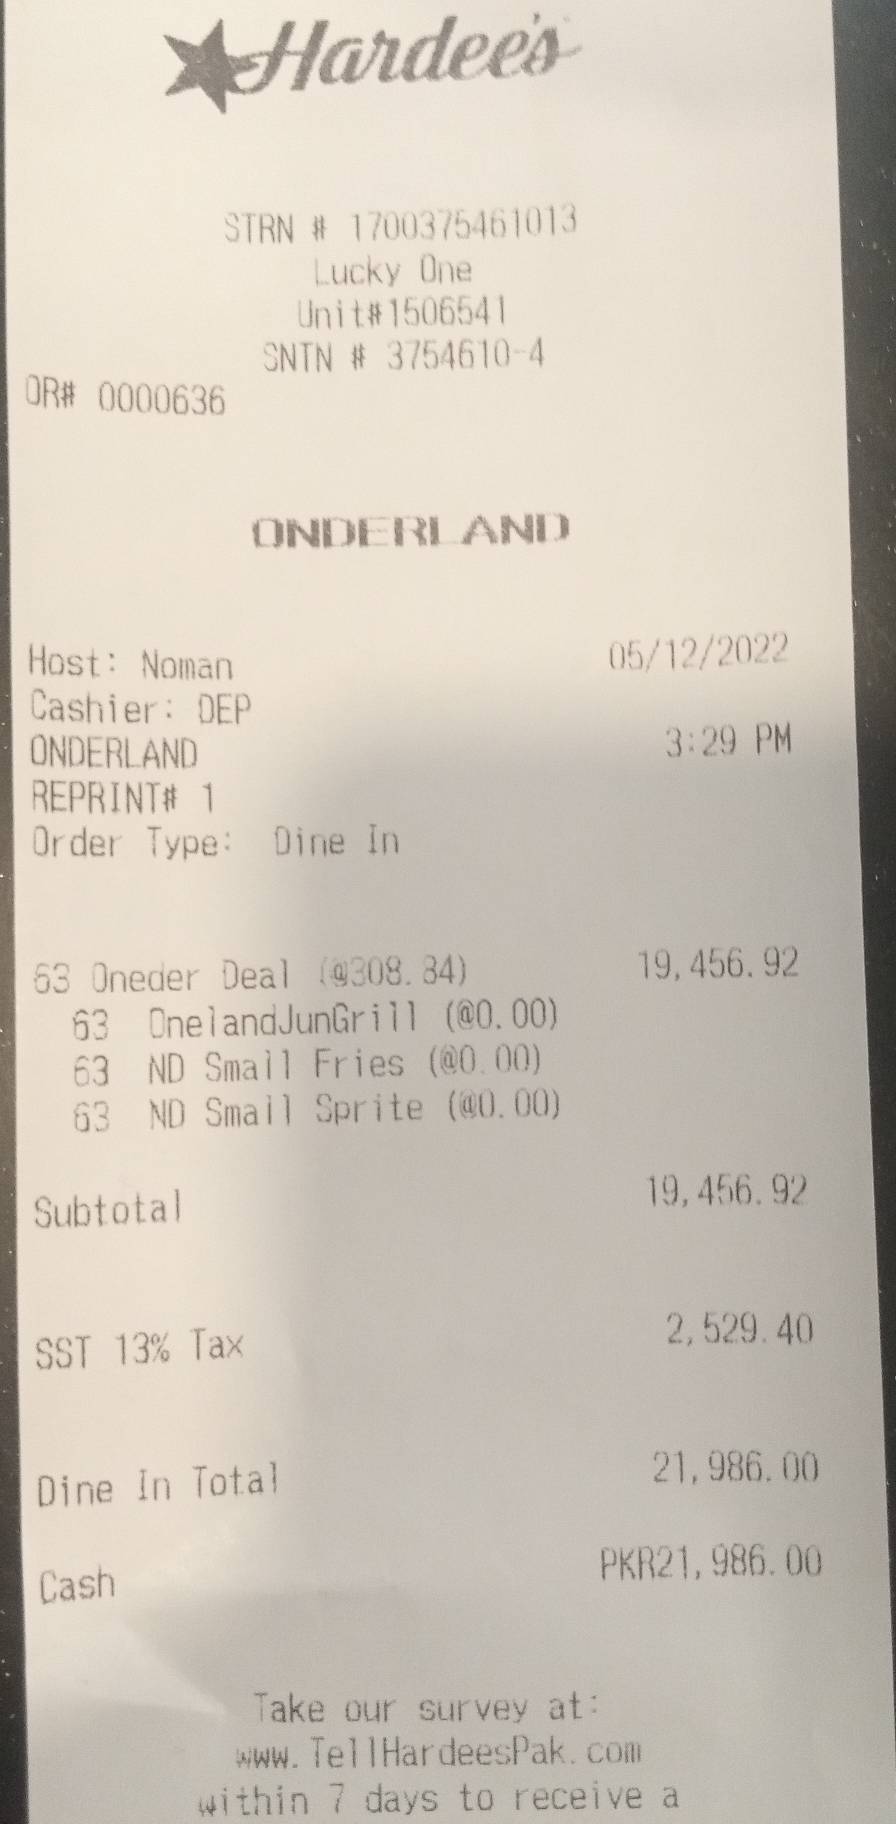 Hardee's
STRN # 1700375461013
Lucky One
Unit#1506541
SNTN # 3754610-4
OR# 0000636
ONDERLAND
Host: Noman 05/12/2022
Cashier: DEP
ONDERLAND 3:29 PM
REPRINT# 1
Order Type: Dine In
63 Oneder Deal (@308.84) 19,456.92
63 OnelandJunGrill (@0.00)
63 ND Small Fries (@0.00)
63 ND Small Sprite (@0.00)
Subtotal 19,456.92
SST 13% Tax 2,529.40
Dine In Total 21,986.00
Cash PKR21,986.00
Take our survey at:
www.TellHardeesPak.com
within 7 days to receive a